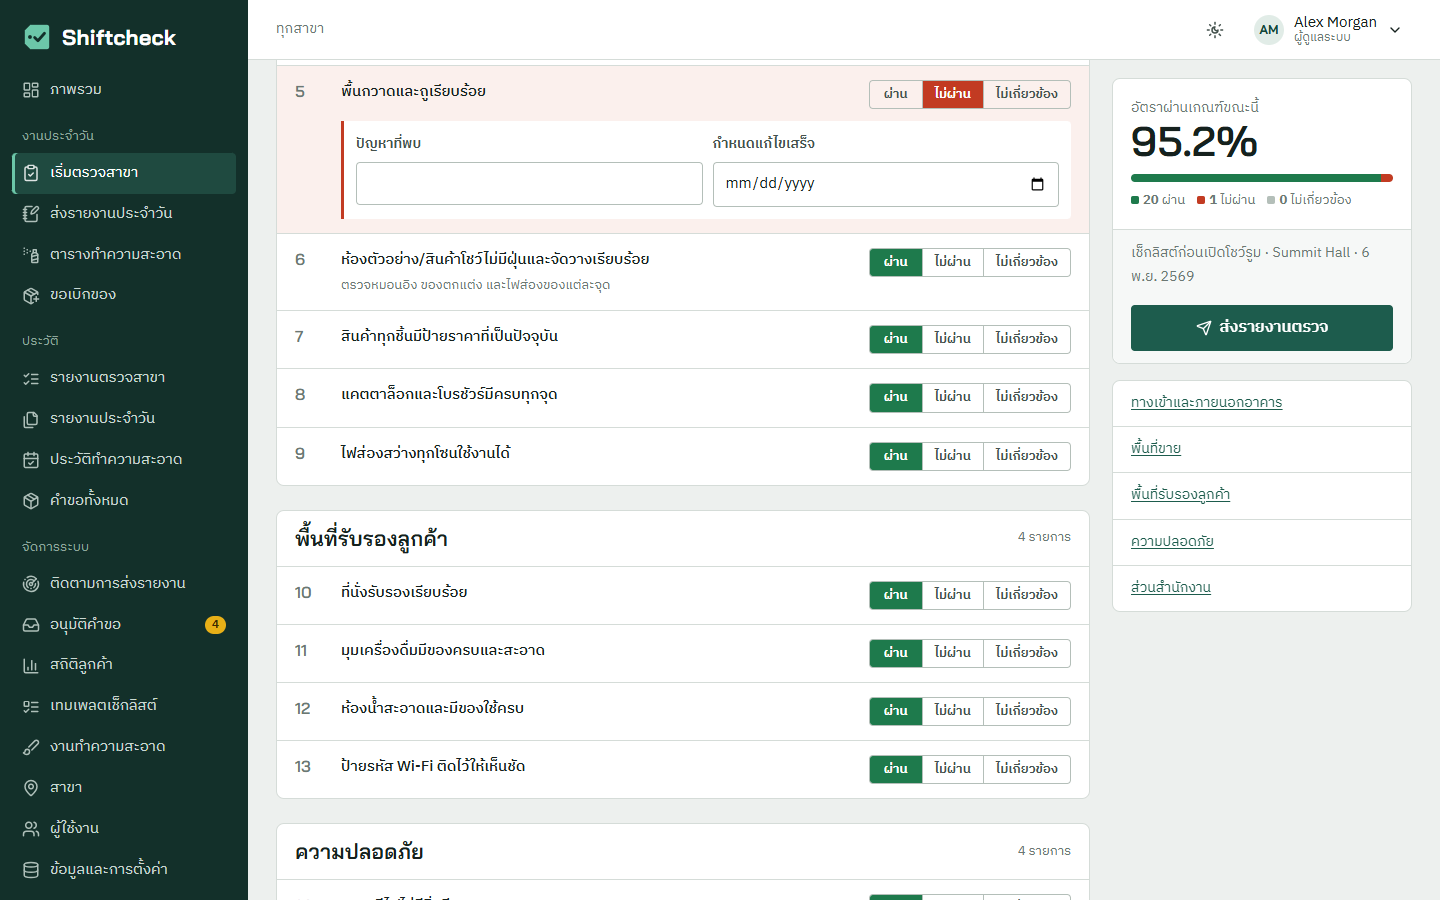 Shiftcheck
ภาพรวม
งานประจำวัน
เริ่มตรวจสาขา
ส่งรายงานประจำวัน
ตารางทำความสะอาด
ขอเบิกของ
ประวัติ
รายงานตรวจสาขา
รายงานประจำวัน
ประวัติทำความสะอาด
คำขอทั้งหมด
จัดการระบบ
ติดตามการส่งรายงาน
อนุมัติคำขอ 4
สถิติลูกค้า
เทมเพลตเช็กลิสต์
งานทำความสะอาด
สาขา
ผู้ใช้งาน
ข้อมูลและการตั้งค่า
ทุกสาขา
AM Alex Morgan
ผู้ดูแลระบบ
5 พื้นกวาดและถูเรียบร้อย ผ่าน ไม่ผ่าน ไม่เกี่ยวข้อง
ปัญหาที่พบ กำหนดแก้ไขเสร็จ
mm/dd/yyyy
6 ห้องตัวอย่าง/สินค้าโชว์ไม่มีฝุ่นและจัดวางเรียบร้อย ผ่าน ไม่ผ่าน ไม่เกี่ยวข้อง
ตรวจหมอนอิง ของตกแต่ง และไฟส่องของแต่ละจุด
7 สินค้าทุกชิ้นมีป้ายราคาที่เป็นปัจจุบัน ผ่าน ไม่ผ่าน ไม่เกี่ยวข้อง
8 แคตตาล็อกและโบรชัวร์มีครบทุกจุด ผ่าน ไม่ผ่าน ไม่เกี่ยวข้อง
9 ไฟส่องสว่างทุกโซนใช้งานได้ ผ่าน ไม่ผ่าน ไม่เกี่ยวข้อง
พื้นที่รับรองลูกค้า 4 รายการ
10 ที่นั่งรับรองเรียบร้อย ผ่าน ไม่ผ่าน ไม่เกี่ยวข้อง
11 มุมเครื่องดื่มมีของครบและสะอาด ผ่าน ไม่ผ่าน ไม่เกี่ยวข้อง
12 ห้องน้ำสะอาดและมีของใช้ครบ ผ่าน ไม่ผ่าน ไม่เกี่ยวข้อง
13 ป้ายรหัส Wi-Fi ติดไว้ให้เห็นชัด ผ่าน ไม่ผ่าน ไม่เกี่ยวข้อง
ความปลอดภัย 4 รายการ
อัตราผ่านเกณฑ์ขณะนี้
95.2%
20 ผ่าน 1 ไม่ผ่าน 0 ไม่เกี่ยวข้อง
เช็กลิสต์ก่อนเปิดโชว์รูม · Summit Hall · 6
พ.ย. 2569
ส่งรายงานตรวจ
ทางเข้าและภายนอกอาคาร
พื้นที่ขาย
พื้นที่รับรองลูกค้า
ความปลอดภัย
ส่วนสำนักงาน